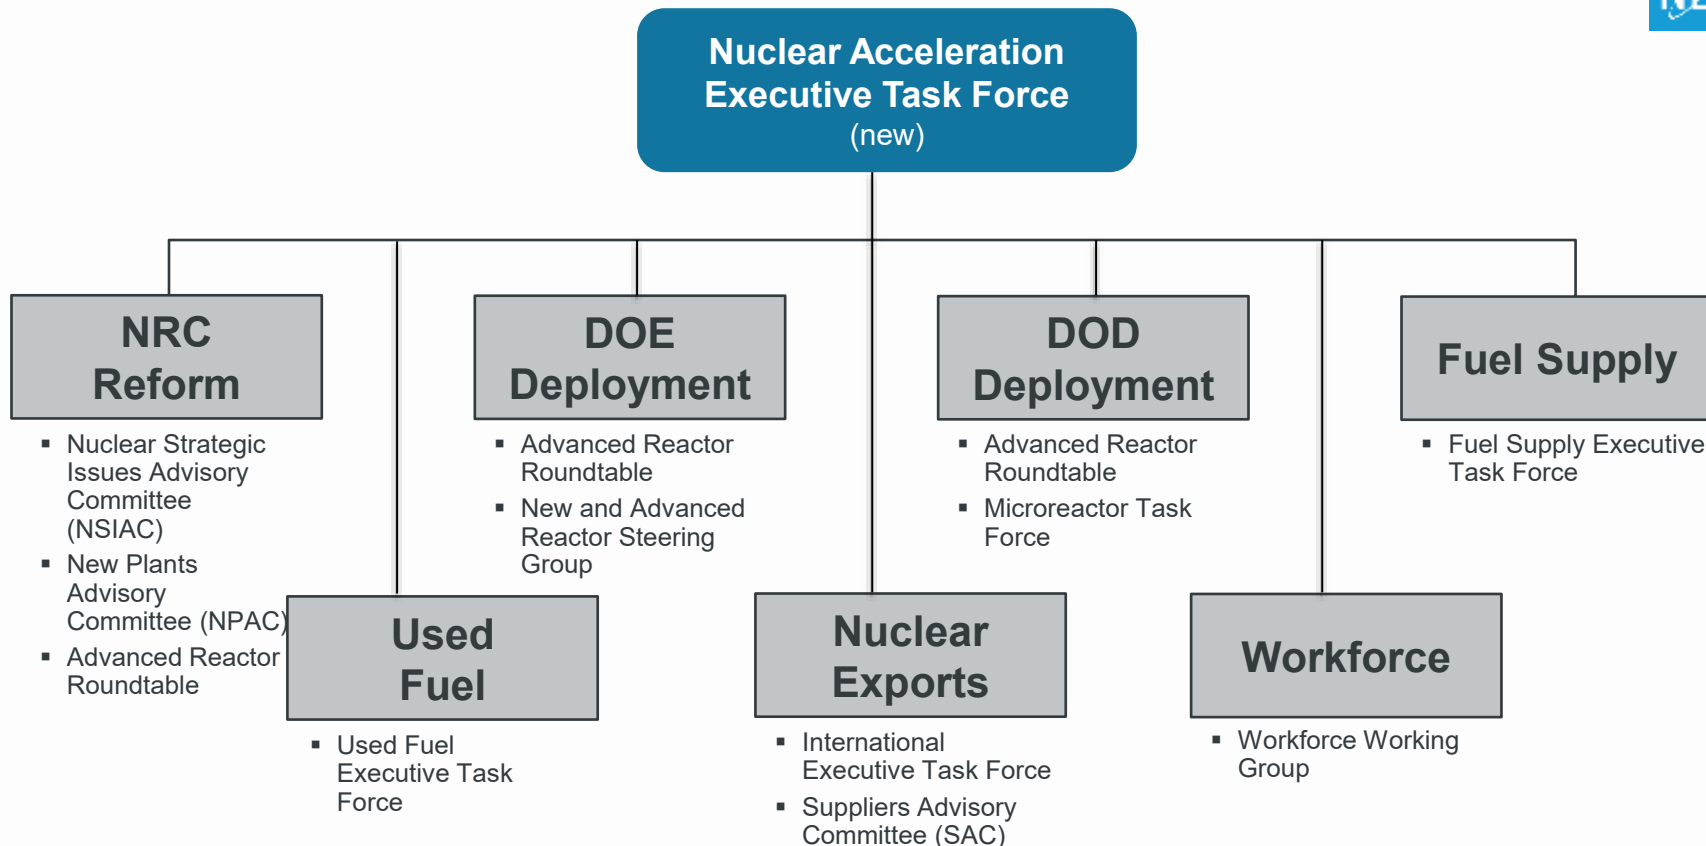 Nuclear Acceleration
Executive Task Force
(new)
NRC
Reform
▪ Nuclear Strategic
Issues Advisory
Committee
(NSIAC)
▪ New Plants
Advisory
Committee (NPAC)
▪ Advanced Reactor
Roundtable
Used
Fuel
▪ Used Fuel
Executive Task
Force
DOE
Deployment
▪ Advanced Reactor
Roundtable
▪ New and Advanced
Reactor Steering
Group
Nuclear
Exports
▪ International
Executive Task Force
▪ Suppliers Advisory
Committee (SAC)
DOD
Deployment
▪ Advanced Reactor
Roundtable
▪ Microreactor Task
Force
Workforce
▪ Workforce Working
Group
Fuel Supply
▪ Fuel Supply Executive
Task Force